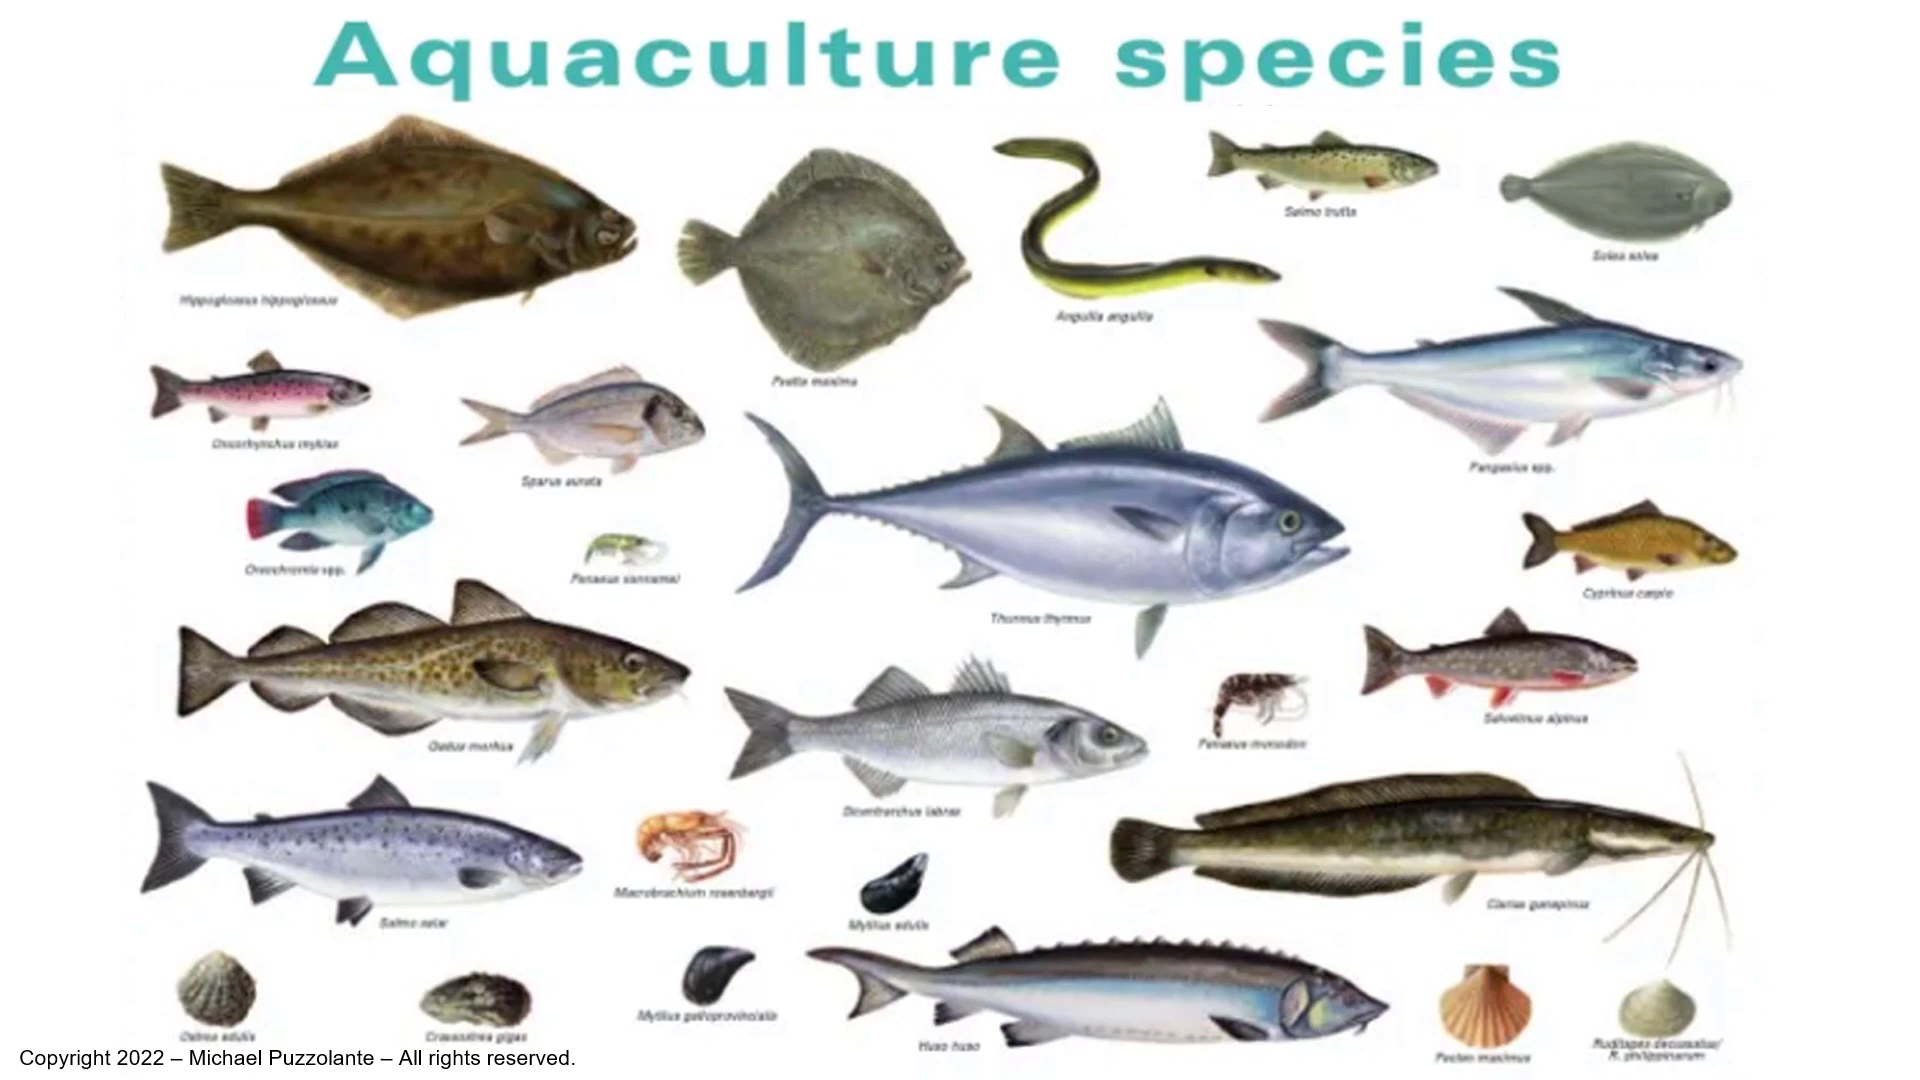 Aquaculture species
Salmo trutta
Solea solea
Hippoglossus hippoglossus
Anguilla anguilla
Psetta maxima
Oncorhynchus mykiss
Pangasius spp.
Sparus aurata
Oreochromis spp.
Penaeus vannamei
Cyprinus carpio
Thunnus thynnus
Salvelinus alpinus
Gadus morhua
Penaeus monodon
Dicentrarchus labrax
Macrobrachium rosenbergii
Clarias gariepinus
Salmo salar
Mytilus edulis
Mytilus galloprovincialis
Ostrea edulis
Crassostrea gigas
Huso huso
Ruditapes decussatus/
R. philippinarum
Pecten maximus
Copyright 2022 – Michael Puzzolante – All rights reserved.